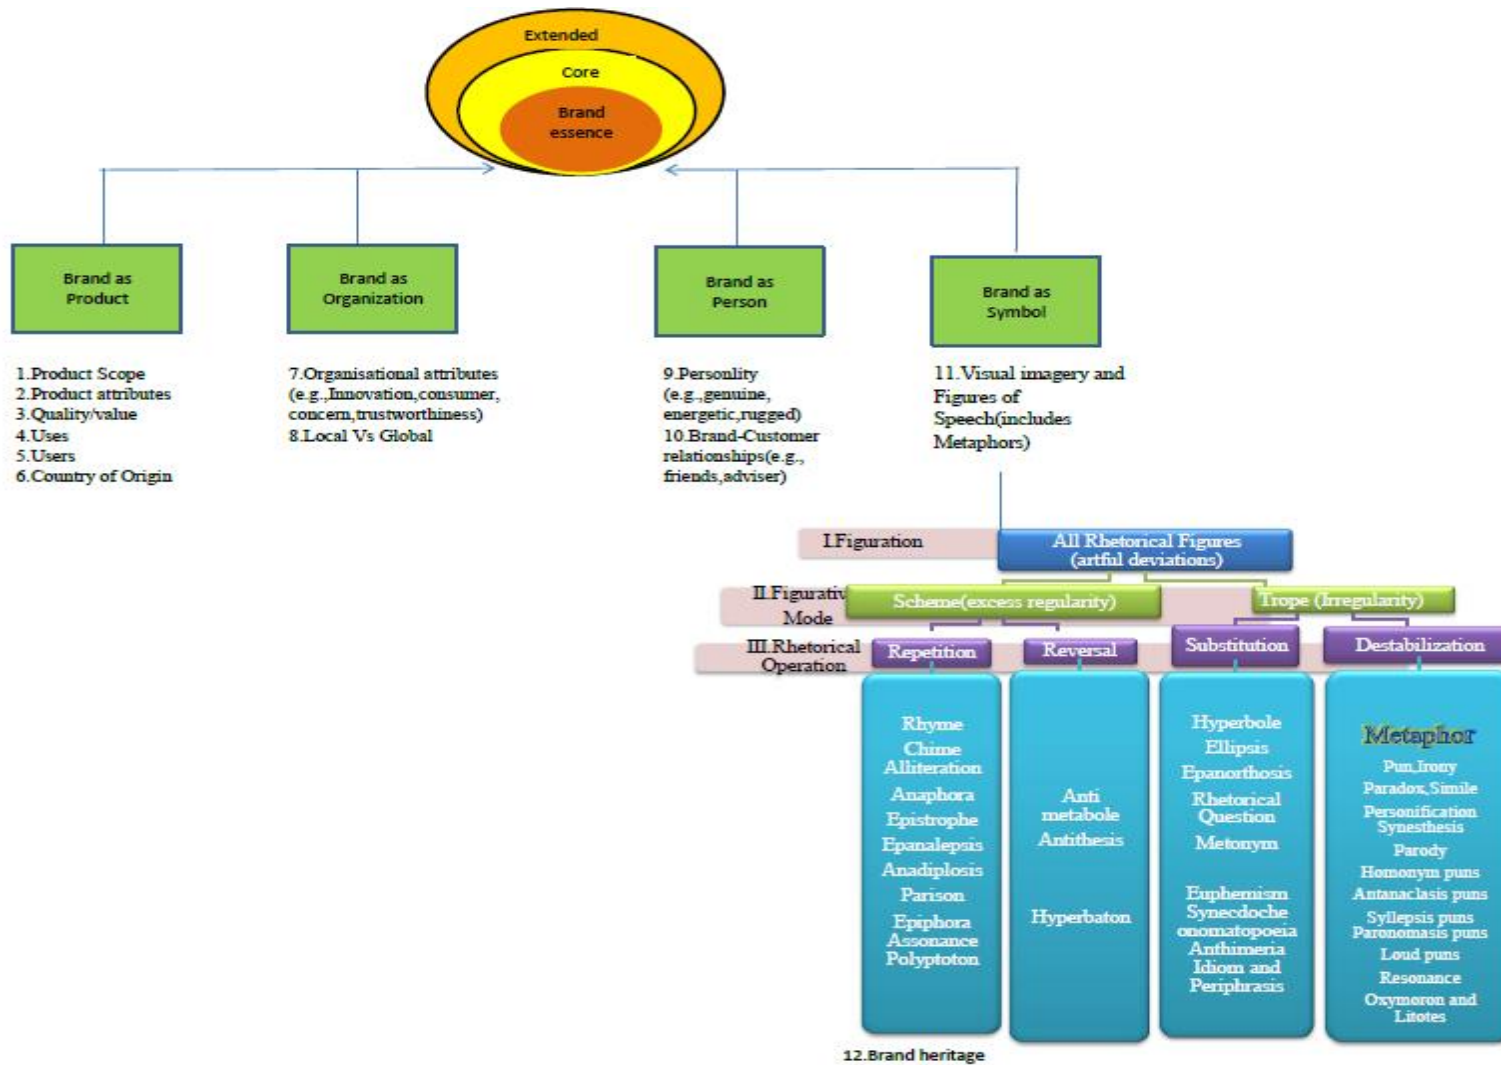 Extended
Core
Brand
essence
Brand as
Product
Brand as
Organization
Brand as
Person
Brand as
Symbol
1.Product Scope
2.Product attributes
3.Quality/value
4.Uses
5.Users
6.Country of Origin
7.Organisational attributes
(e.g.,Innovation,consumer,
concern,trustworthiness)
8.Local Vs Global
9.Personlity
(e.g.,genuine,
energetic,rugged)
10.Brand-Customer
relationships(e.g.,
friends,adviser)
11.Visual imagery and
Figures of
Speech(includes
Metaphors)
I.Figuration
All Rhetorical Figures
(artful deviations)
II.Figurativ
Mode
Scheme(excess regularity)
Trope (Irregularity)
III.Rhetorical
Operation
Repetition
Reversal
Substitution
Destabilization
Rhyme
Chime
Alliteration
Anaphora
Epistrophe
Epanalepsis
Anadiplosis
Parison
Epiphora
Assonance
Polyptoton
Anti
metabole
Antithesis
Hyperbaton
Hyperbole
Ellipsis
Epanorthosis
Rhetorical
Question
Metonym
Euphemism
Synecdoche
onomatopoeia
Anthimeria
Idiom and
Periphrasis
Metaphor
Pun,Irony
Paradox,Simile
Personification
Synesthesis
Parody
Homonym puns
Antanaclasis puns
Syllepsis puns
Paronomasis puns
Loud puns
Resonance
Oxymoron and
Litotes
12.Brand heritage